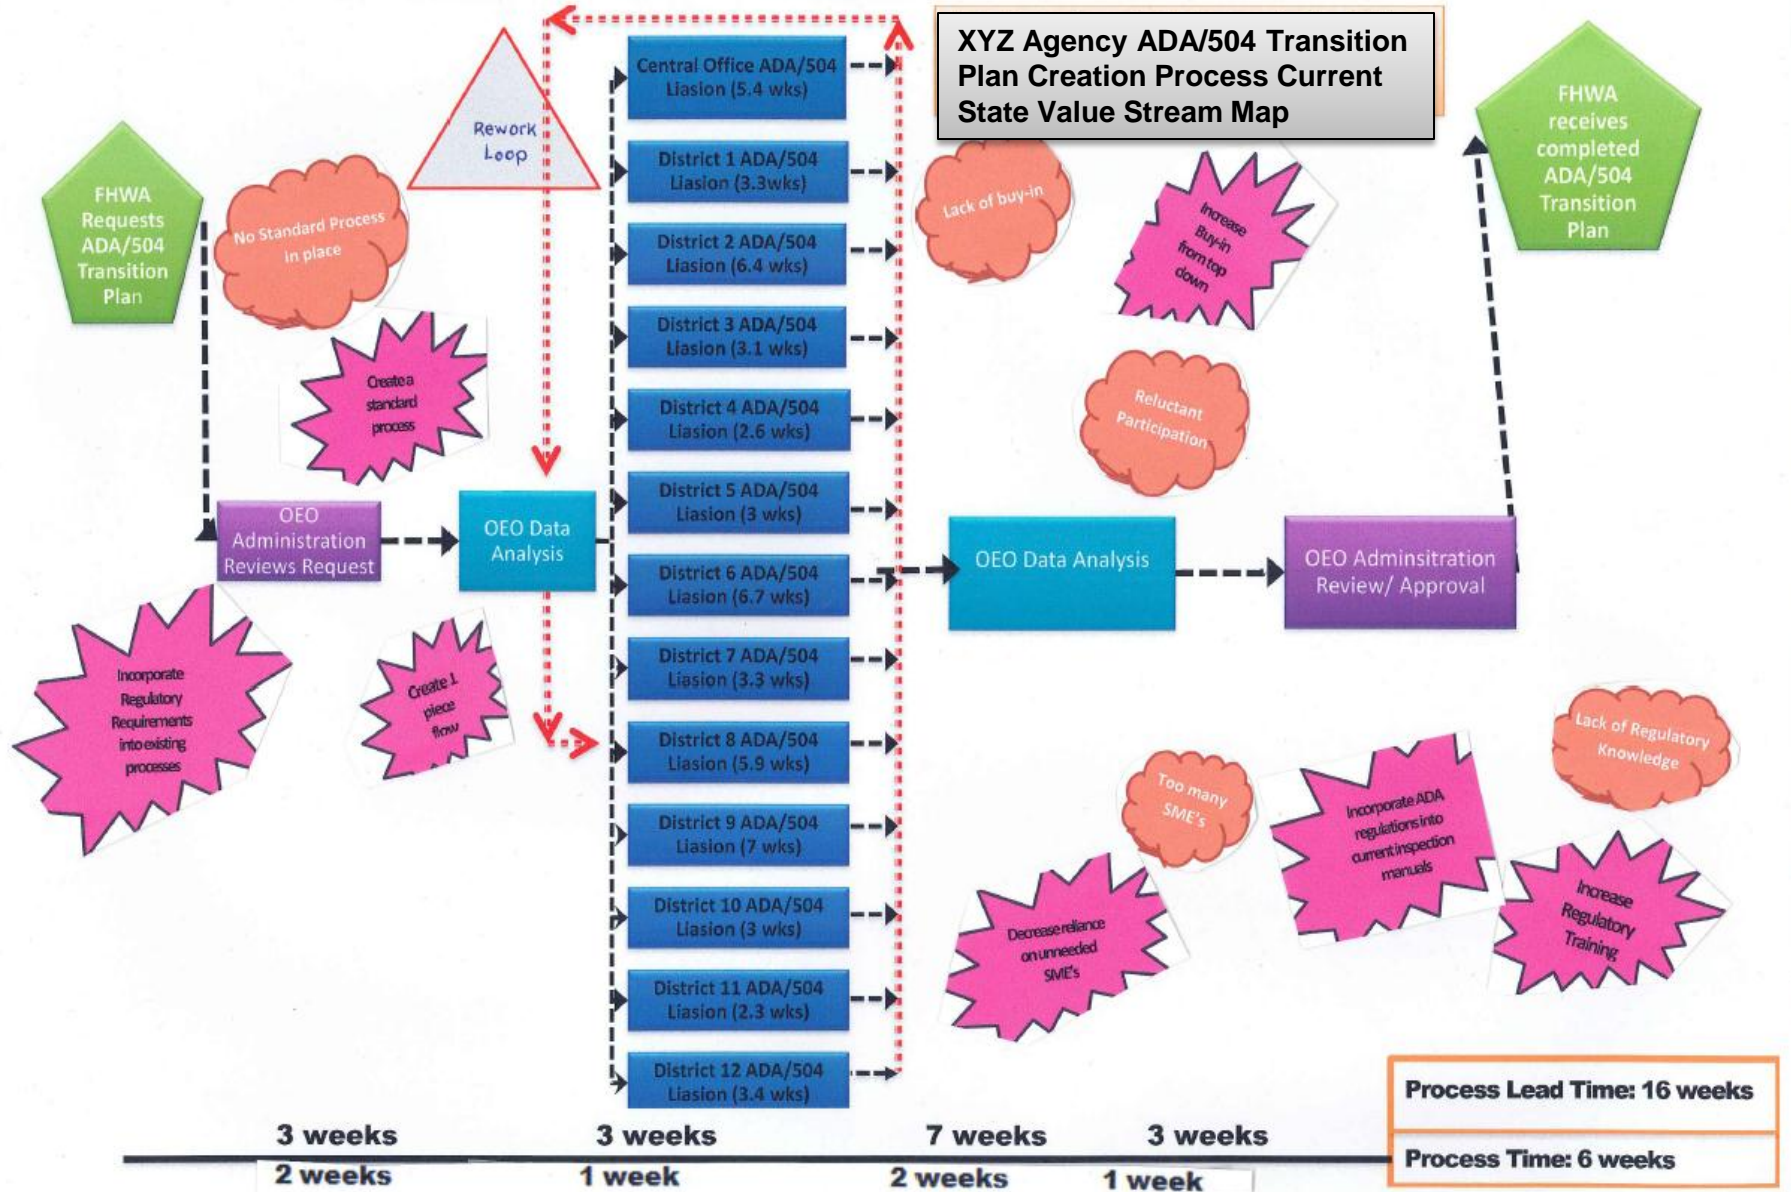 XYZ Agency ADA/504 Transition
Plan Creation Process Current
State Value Stream Map
FHWA
Requests
ADA/504
Transition
Plan
No Standard Process
in place
Create a
standard
process
Rework
Loop
OEO
Administration
Reviews Request
OEO Data
Analysis
Incorporate
Regulatory
Requirements
into existing
processes
Create 1
piece
flow
Central Office ADA/504
Liasion (5.4 wks)
District 1 ADA/504
Liasion (3.3wks)
District 2 ADA/504
Liasion (6.4 wks)
District 3 ADA/504
Liasion (3.1 wks)
District 4 ADA/504
Liasion (2.6 wks)
District 5 ADA/504
Liasion (3 wks)
District 6 ADA/504
Liasion (6.7 wks)
District 7 ADA/504
Liasion (3.3 wks)
District 8 ADA/504
Liasion (5.9 wks)
District 9 ADA/504
Liasion (7 wks)
District 10 ADA/504
Liasion (3 wks)
District 11 ADA/504
Liasion (2.3 wks)
District 12 ADA/504
Liasion (3.4 wks)
Lack of buy-in
Increase
Buy-in
from top
down
Reluctant
Participation
OEO Data Analysis
OEO Adminsitration
Review/ Approval
FHWA
receives
completed
ADA/504
Transition
Plan
Too many
SME's
Decrease reliance
on unneeded
SME's
Incorporate ADA
regulations into
current inspection
manuals
Lack of Regulatory
Knowledge
Increase
Regulatory
Training
3 weeks
3 weeks
7 weeks
3 weeks
2 weeks
1 week
2 weeks
1 week
Process Lead Time: 16 weeks
Process Time: 6 weeks